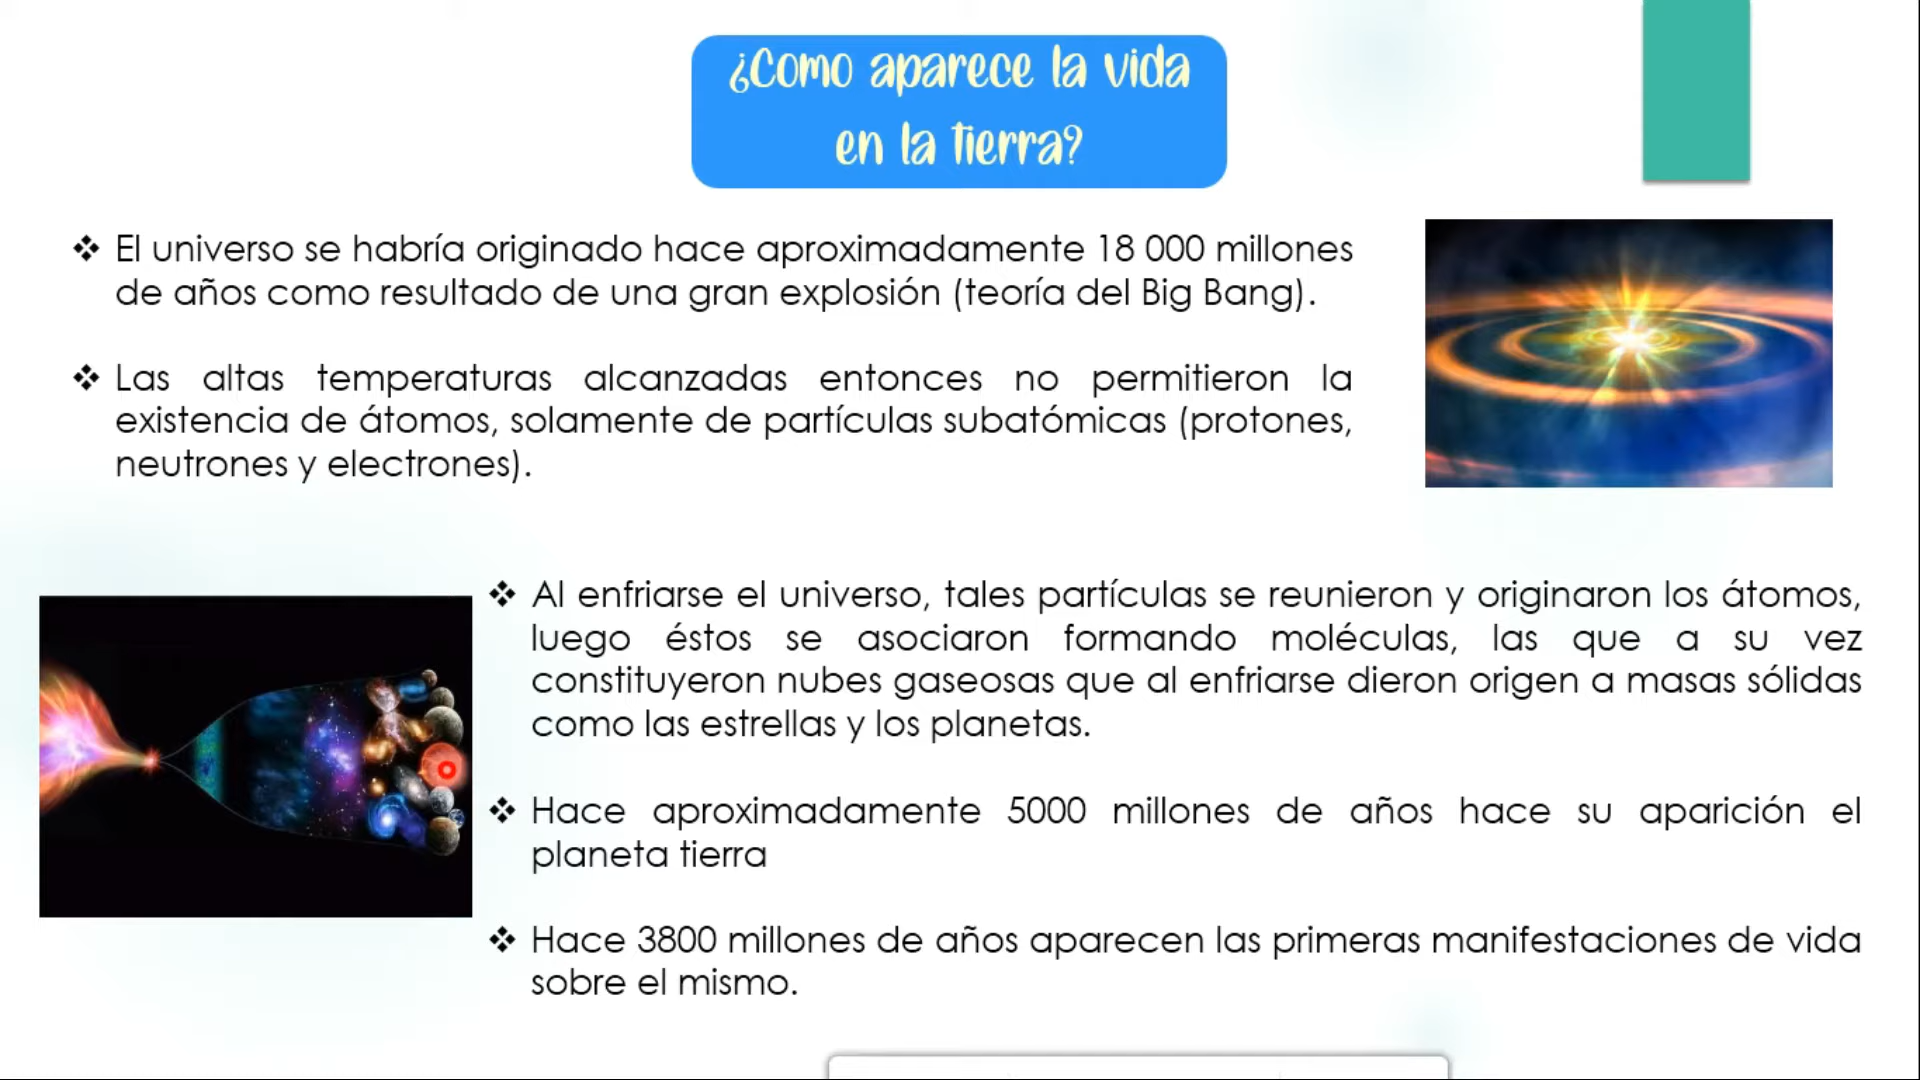 ¿Como aparece la vida
en la tierra?
❖ El universo se habría originado hace aproximadamente 18 000 millones
de años como resultado de una gran explosión (teoría del Big Bang).
❖ Las altas temperaturas alcanzadas entonces no permitieron la
existencia de átomos, solamente de partículas subatómicas (protones,
neutrones y electrones).
❖ Al enfriarse el universo, tales partículas se reunieron y originaron los átomos,
luego éstos se asociaron formando moléculas, las que a su vez
constituyeron nubes gaseosas que al enfriarse dieron origen a masas sólidas
como las estrellas y los planetas.
❖ Hace aproximadamente 5000 millones de años hace su aparición el
planeta tierra
❖ Hace 3800 millones de años aparecen las primeras manifestaciones de vida
sobre el mismo.